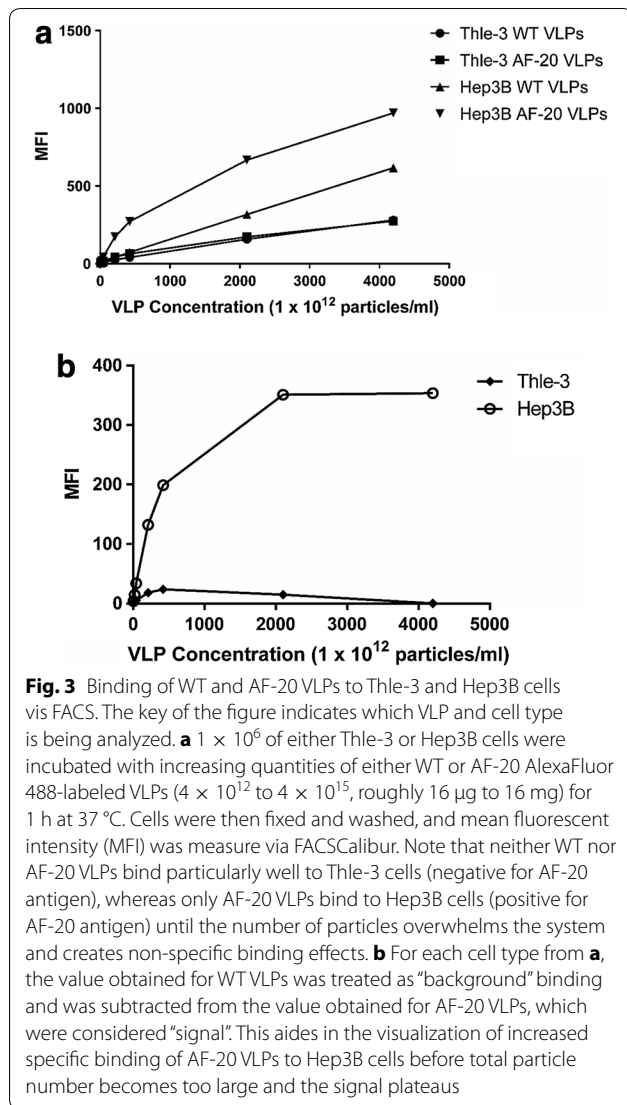 a
1500
1000
500
0
MFI
0 1000 2000 3000 4000 5000
VLP Concentration (1 x 10¹² particles/ml)
Thle-3 WT VLPs
Thle-3 AF-20 VLPs
Hep3B WT VLPs
Hep3B AF-20 VLPs
b
400
300
200
100
0
MFI
0 1000 2000 3000 4000 5000
VLP Concentration (1 x 10¹² particles/ml)
Thle-3
Hep3B
Fig. 3 Binding of WT and AF-20 VLPs to Thle-3 and Hep3B cells
vis FACS. The key of the figure indicates which VLP and cell type
is being analyzed. a 1 × 10⁶ of either Thle-3 or Hep3B cells were
incubated with increasing quantities of either WT or AF-20 AlexaFluor
488-labeled VLPs (4 × 10¹² to 4 × 10¹⁵, roughly 16 µg to 16 mg) for
1 h at 37 °C. Cells were then fixed and washed, and mean fluorescent
intensity (MFI) was measure via FACSCalibur. Note that neither WT nor
AF-20 VLPs bind particularly well to Thle-3 cells (negative for AF-20
antigen), whereas only AF-20 VLPs bind to Hep3B cells (positive for
AF-20 antigen) until the number of particles overwhelms the system
and creates non-specific binding effects. b For each cell type from a,
the value obtained for WT VLPs was treated as “background” binding
and was subtracted from the value obtained for AF-20 VLPs, which
were considered “signal”. This aides in the visualization of increased
specific binding of AF-20 VLPs to Hep3B cells before total particle
number becomes too large and the signal plateaus